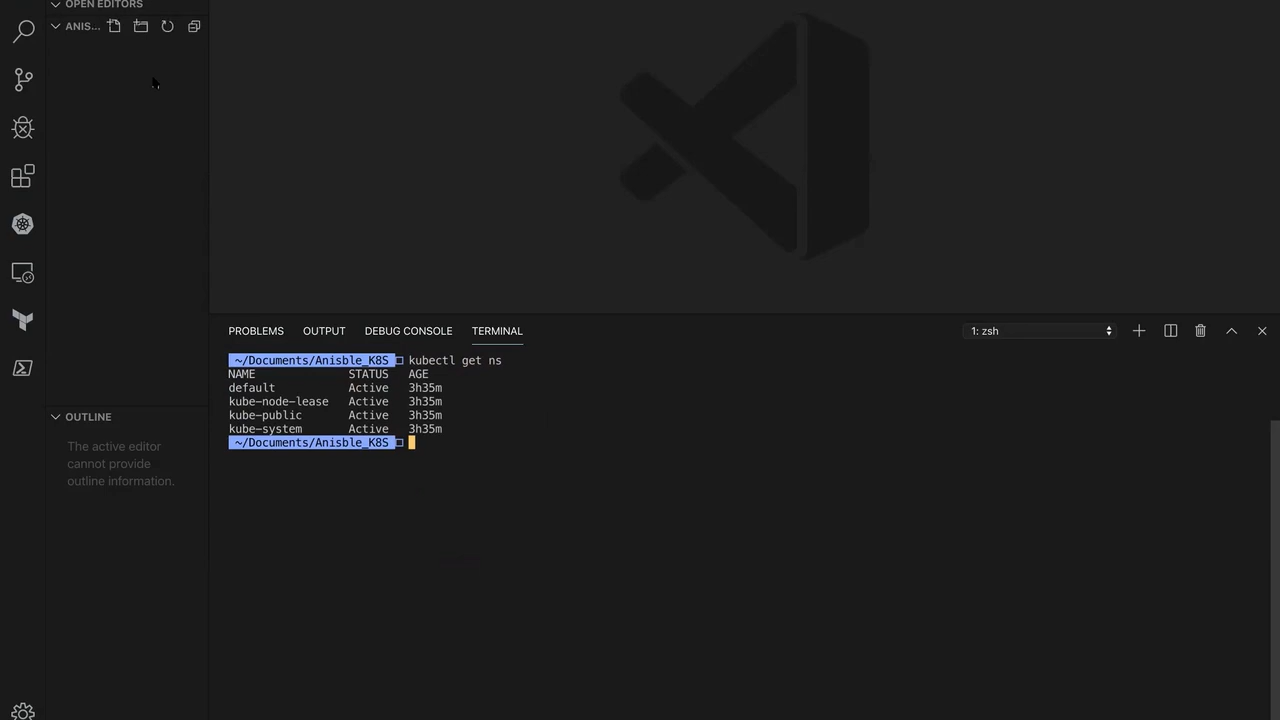 OPEN EDITORS
ANIS...
PROBLEMS OUTPUT DEBUG CONSOLE TERMINAL
1: zsh
~/Documents/Anisble_K8S kubectl get ns
NAME STATUS AGE
default Active 3h35m
kube-node-lease Active 3h35m
kube-public Active 3h35m
kube-system Active 3h35m
~/Documents/Anisble_K8S
OUTLINE
The active editor
cannot provide
outline information.